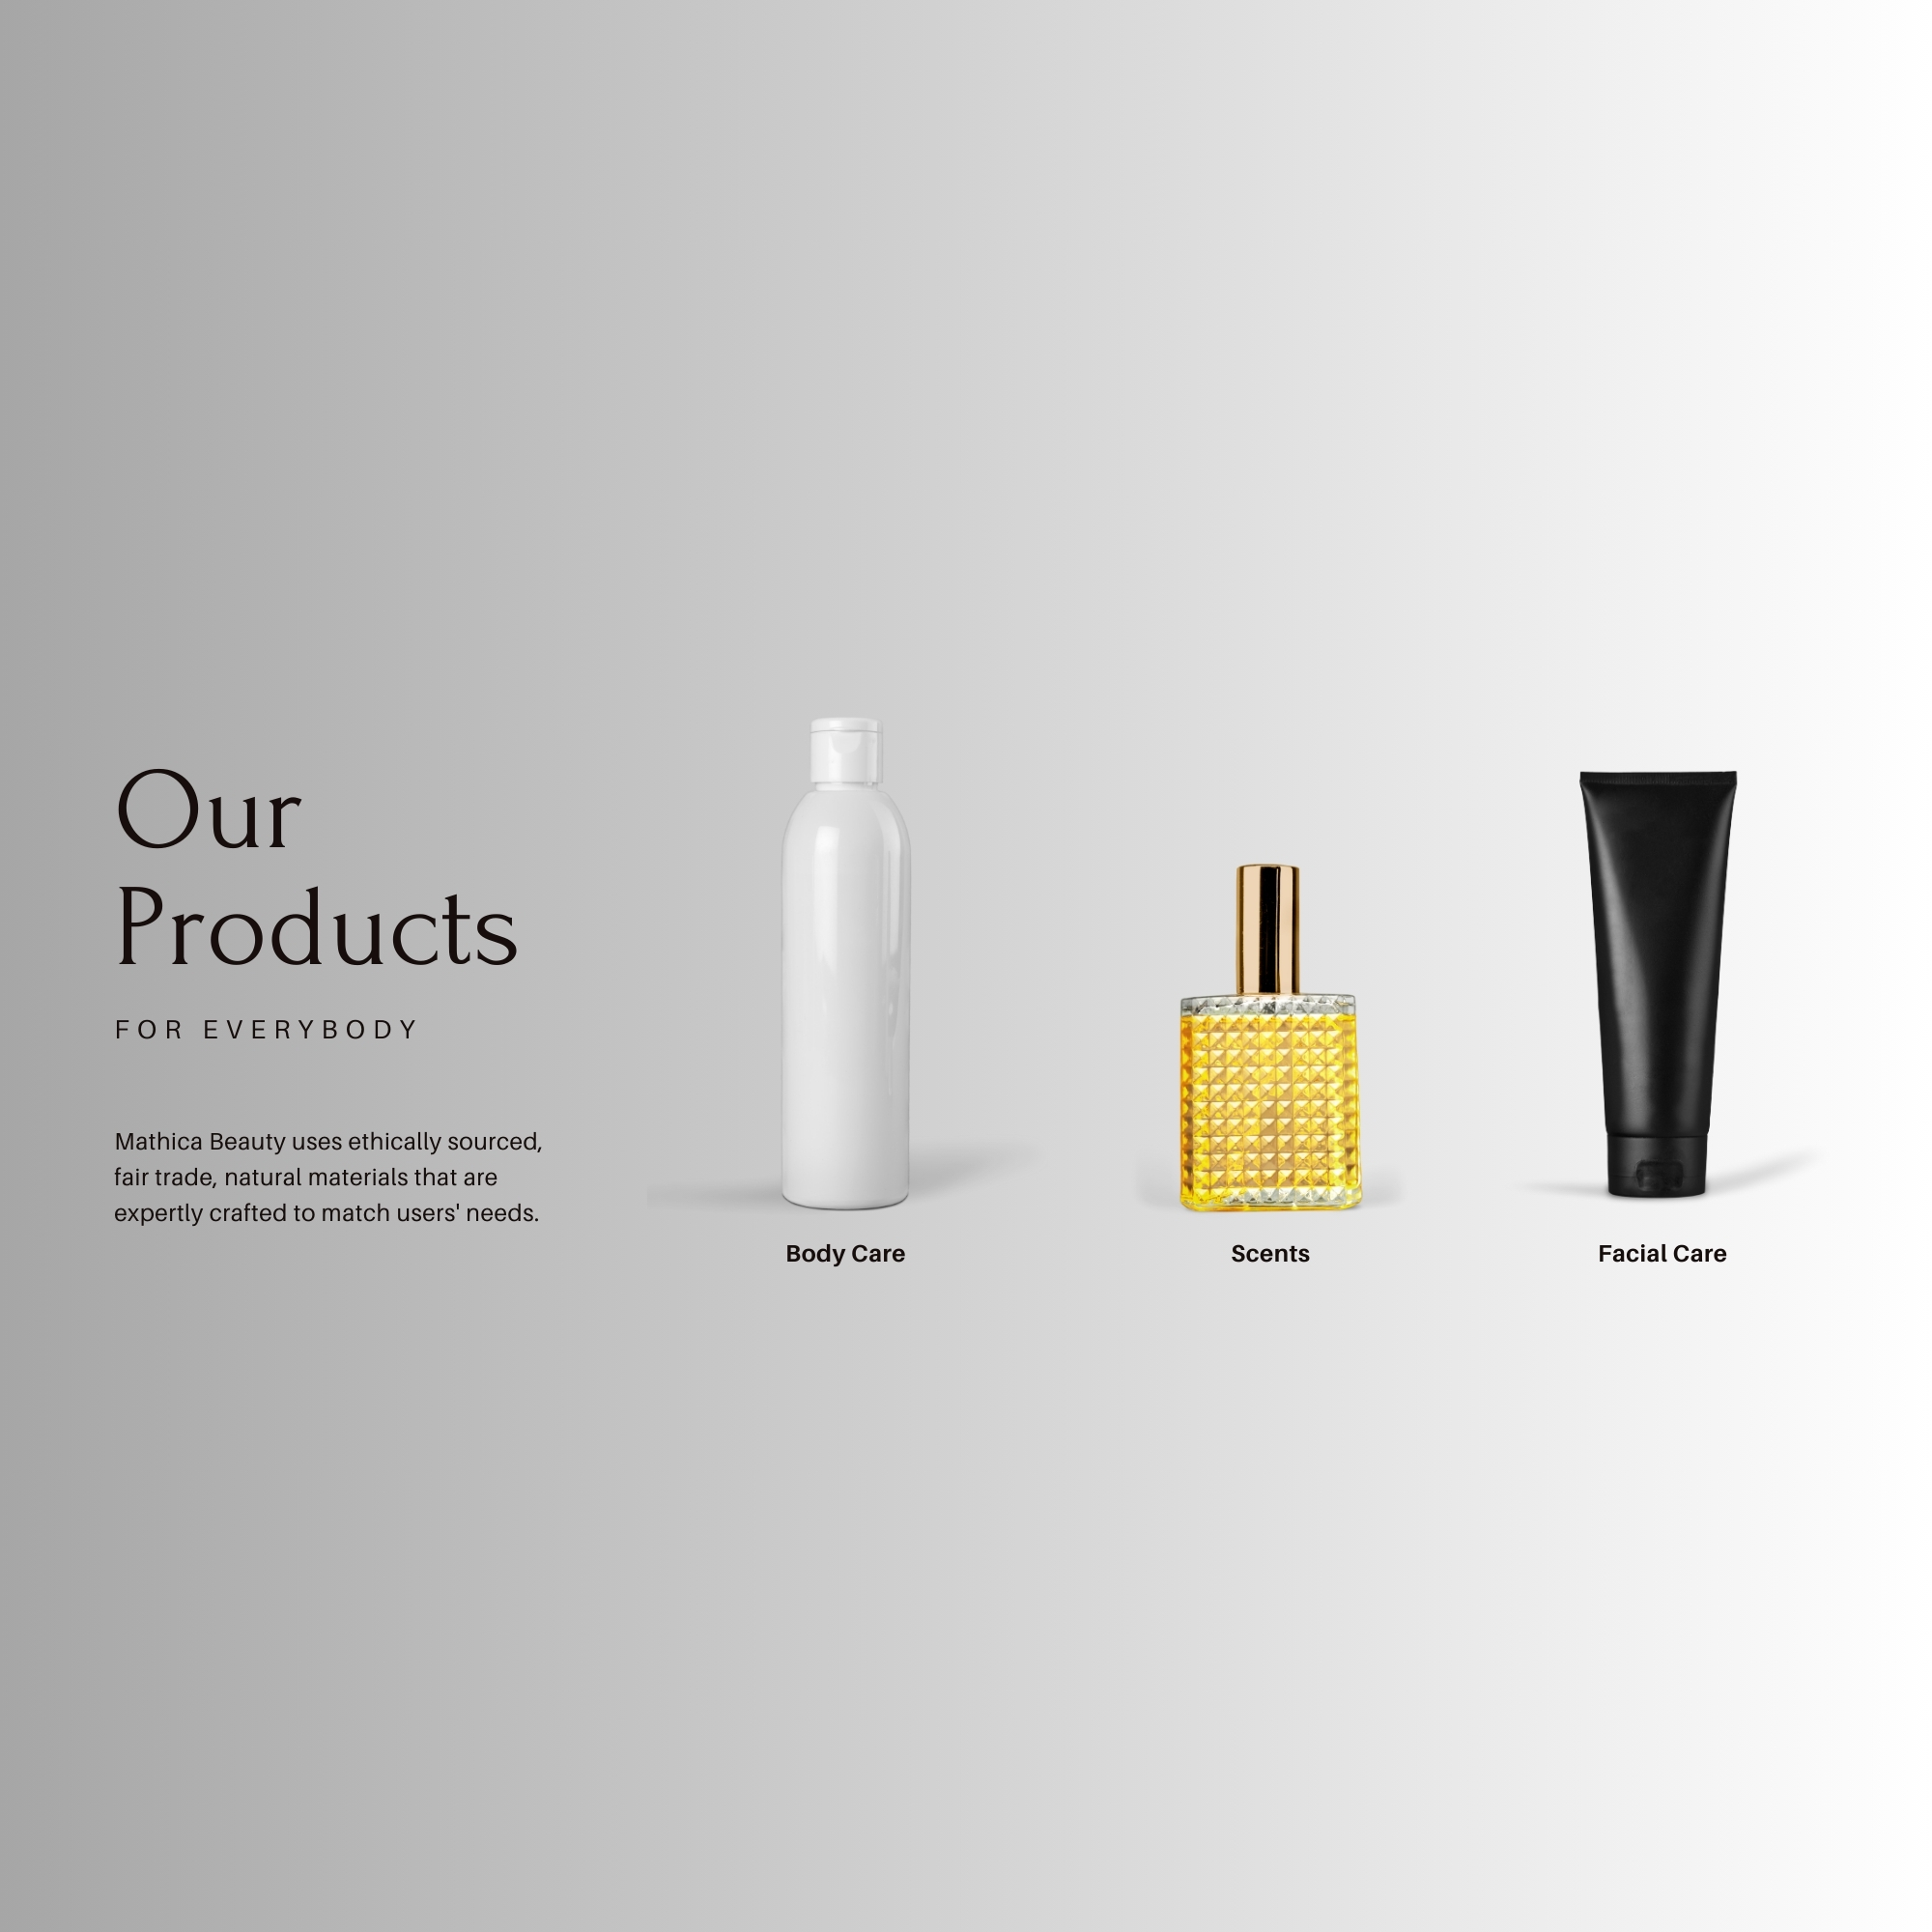 Our
Products
FOR EVERYBODY
Mathica Beauty uses ethically sourced,
fair trade, natural materials that are
expertly crafted to match users' needs.
Body Care
Scents
Facial Care